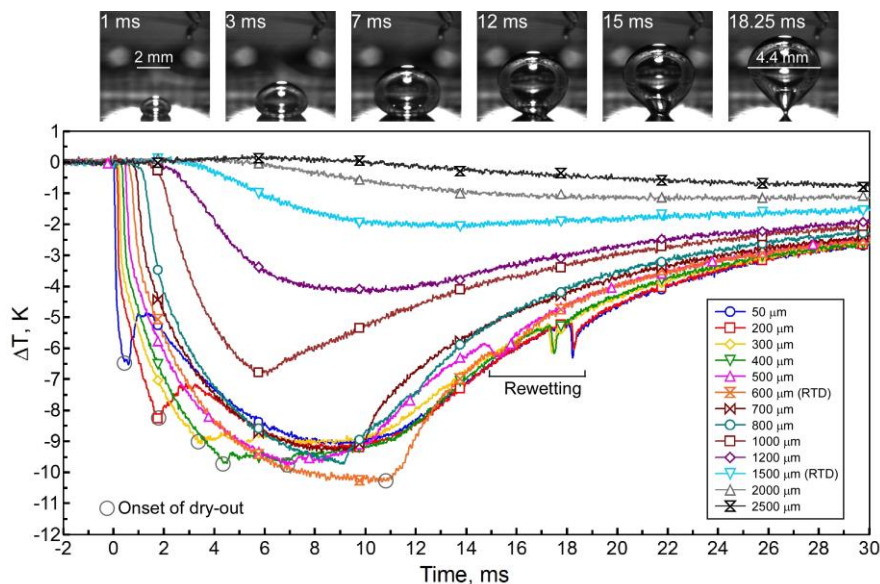 1 ms
2 mm
3 ms
7 ms
12 ms
15 ms
18.25 ms
4.4 mm
1
0
-1
-2
-3
-4
-5
-6
-7
-8
-9
-10
-11
-12
ΔT, K
Rewetting
Onset of dry-out
50 μm
200 μm
300 μm
400 μm
500 μm
600 μm (RTD)
700 μm
800 μm
1000 μm
1200 μm
1500 μm (RTD)
2000 μm
2500 μm
-2 0 2 4 6 8 10 12 14 16 18 20 22 24 26 28 30
Time, ms